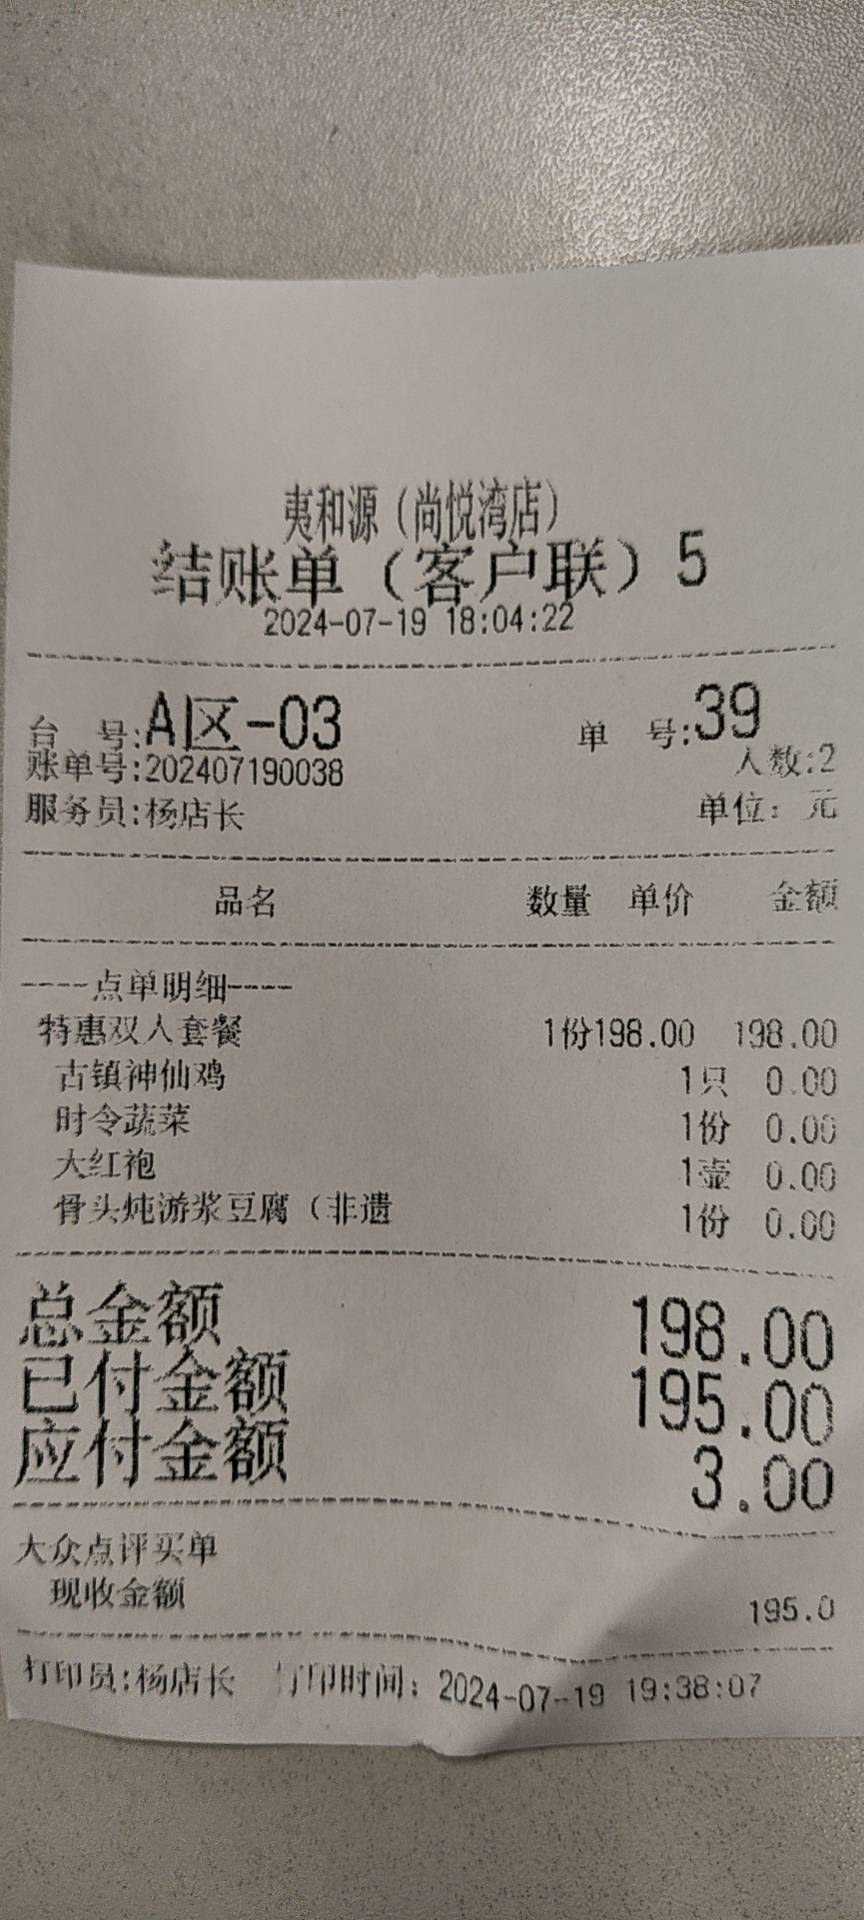 夷和源（尚悦湾店）
结账单（客户联）5
2024-07-19 18:04:22
台 号:A区-03 单 号:39
账单号:202407190038 人数:2
服务员:杨店长 单位：元
品名 数量 单价 金额
----点单明细----
特惠双人套餐 1份198.00 198.00
古镇神仙鸡 1只 0.00
时令蔬菜 1份 0.00
大红袍 1壶 0.00
骨头炖游浆豆腐（非遗 1份 0.00
总金额 198.00
已付金额 195.00
应付金额 3.00
大众点评买单
现收金额 195.0
打印员:杨店长 打印时间：2024-07-19 19:38:07